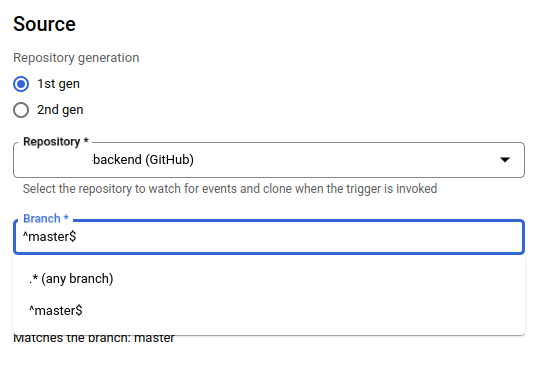 Source
Repository generation
1st gen
2nd gen
Repository *
backend (GitHub)
Select the repository to watch for events and clone when the trigger is invoked
Branch *
^master$
.* (any branch)
^master$
Matches the branch: master